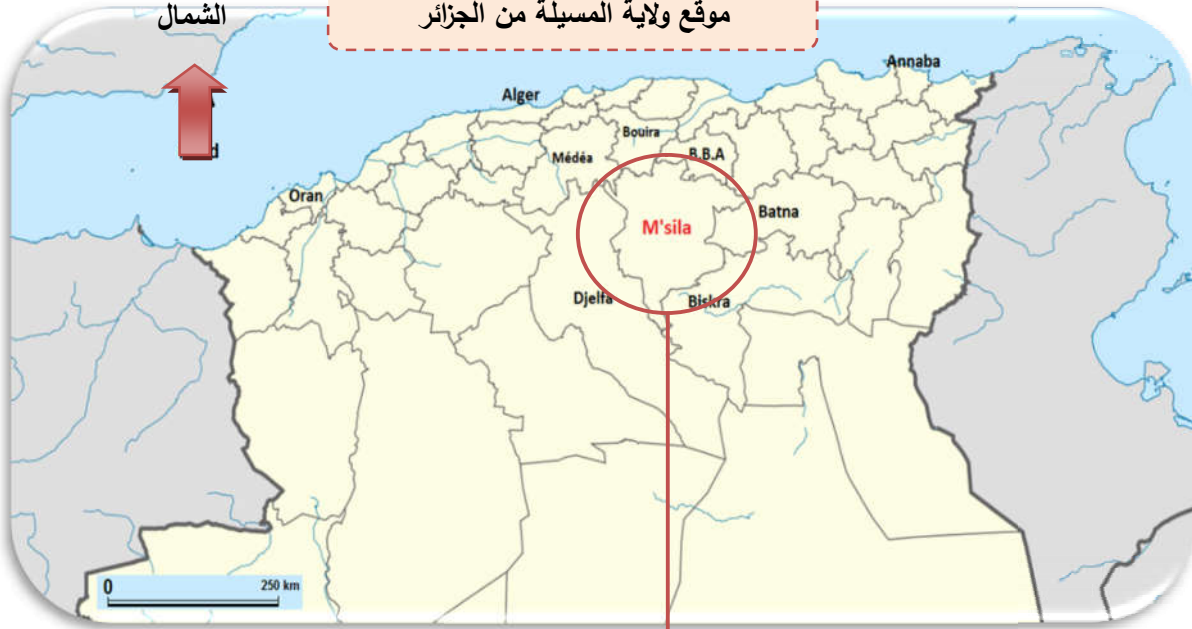 موقع ولاية المسيلة من الجزائر
الشمال
Annaba
Alger
Bouira
B.B.A
Médéa
Oran
Batna
M'sila
Djelfa
Biskra
0
250 km